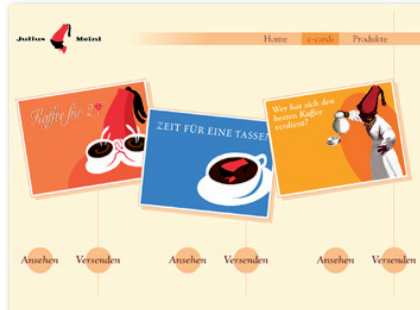 Julius Meinl
Home e-cards Produkte
Kaffee für 2
ZEIT FÜR EINE TASSE
Wer hat sich den
besten Kaffee
verdient?
Ansehen Versenden Ansehen Versenden Ansehen Versenden